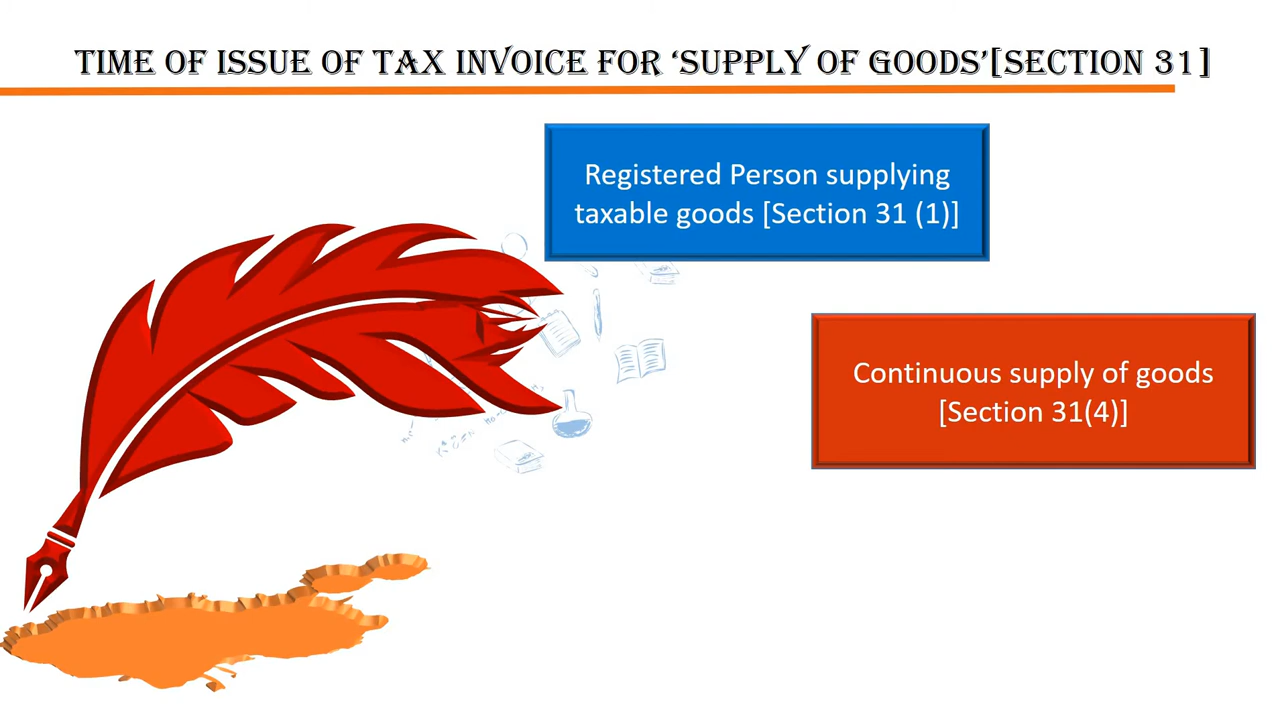 TIME OF ISSUE OF TAX INVOICE FOR ‘SUPPLY OF GOODS’[SECTION 31]
Registered Person supplying
taxable goods [Section 31 (1)]
Continuous supply of goods
[Section 31(4)]